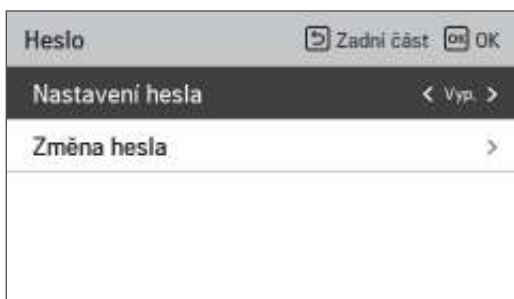 Heslo Zadní část OK OK
Nastavení hesla < Vyp. >
Změna hesla >